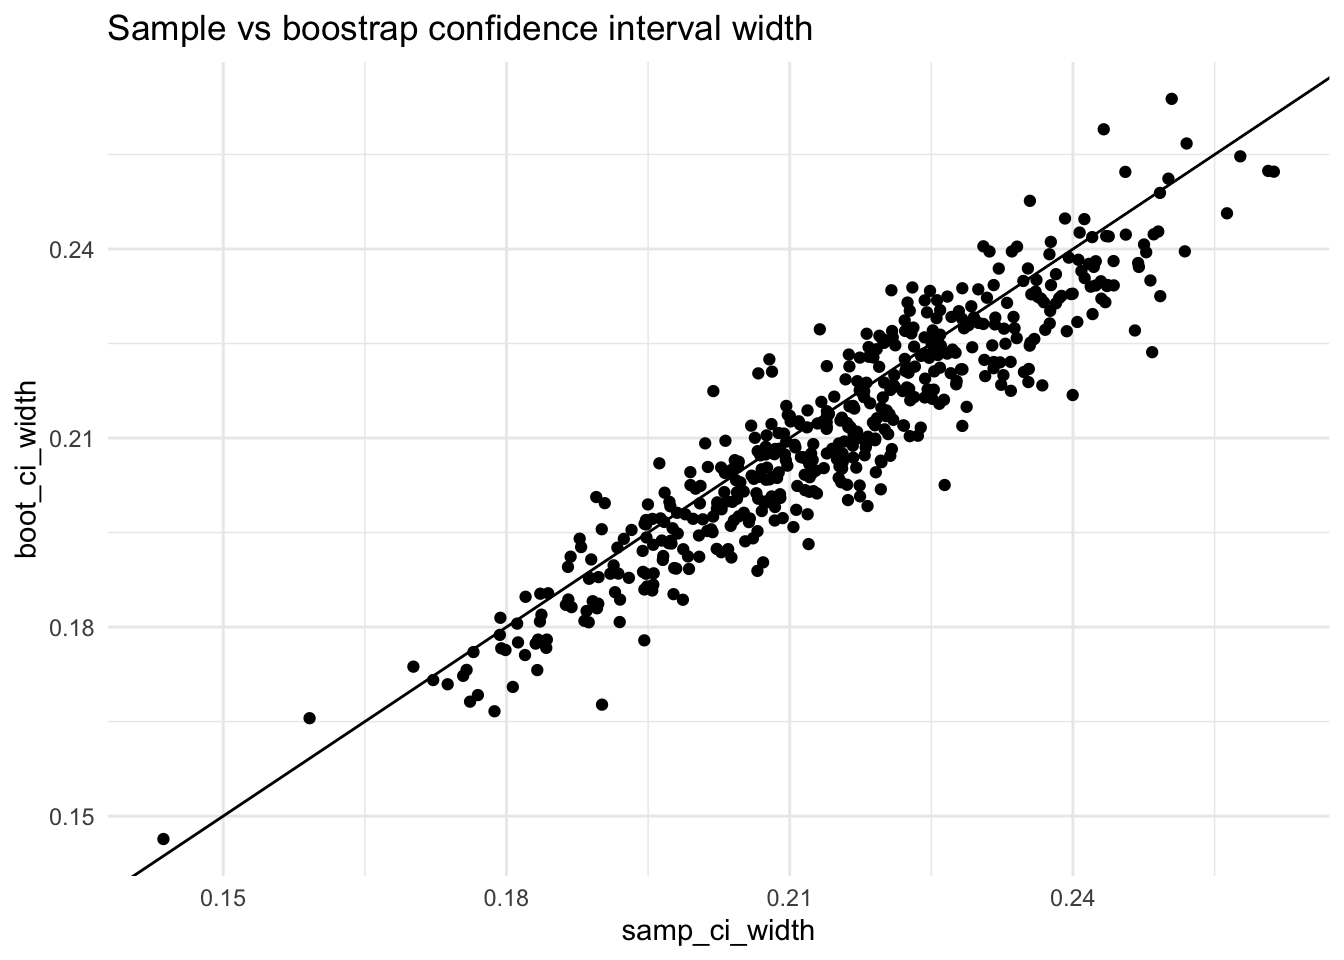 Sample vs boostrap confidence interval width
boot_ci_width
0.24
0.21
0.18
0.15
0.15 0.18 0.21 0.24
samp_ci_width